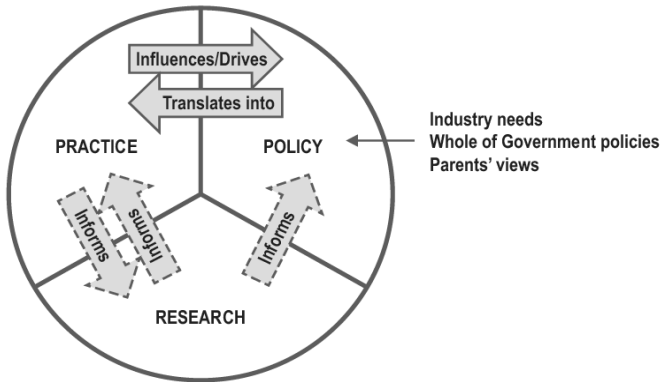 Influences/Drives
Translates into
PRACTICE
POLICY
Industry needs
Whole of Government policies
Parents' views
Informs
Informs
Informs
RESEARCH